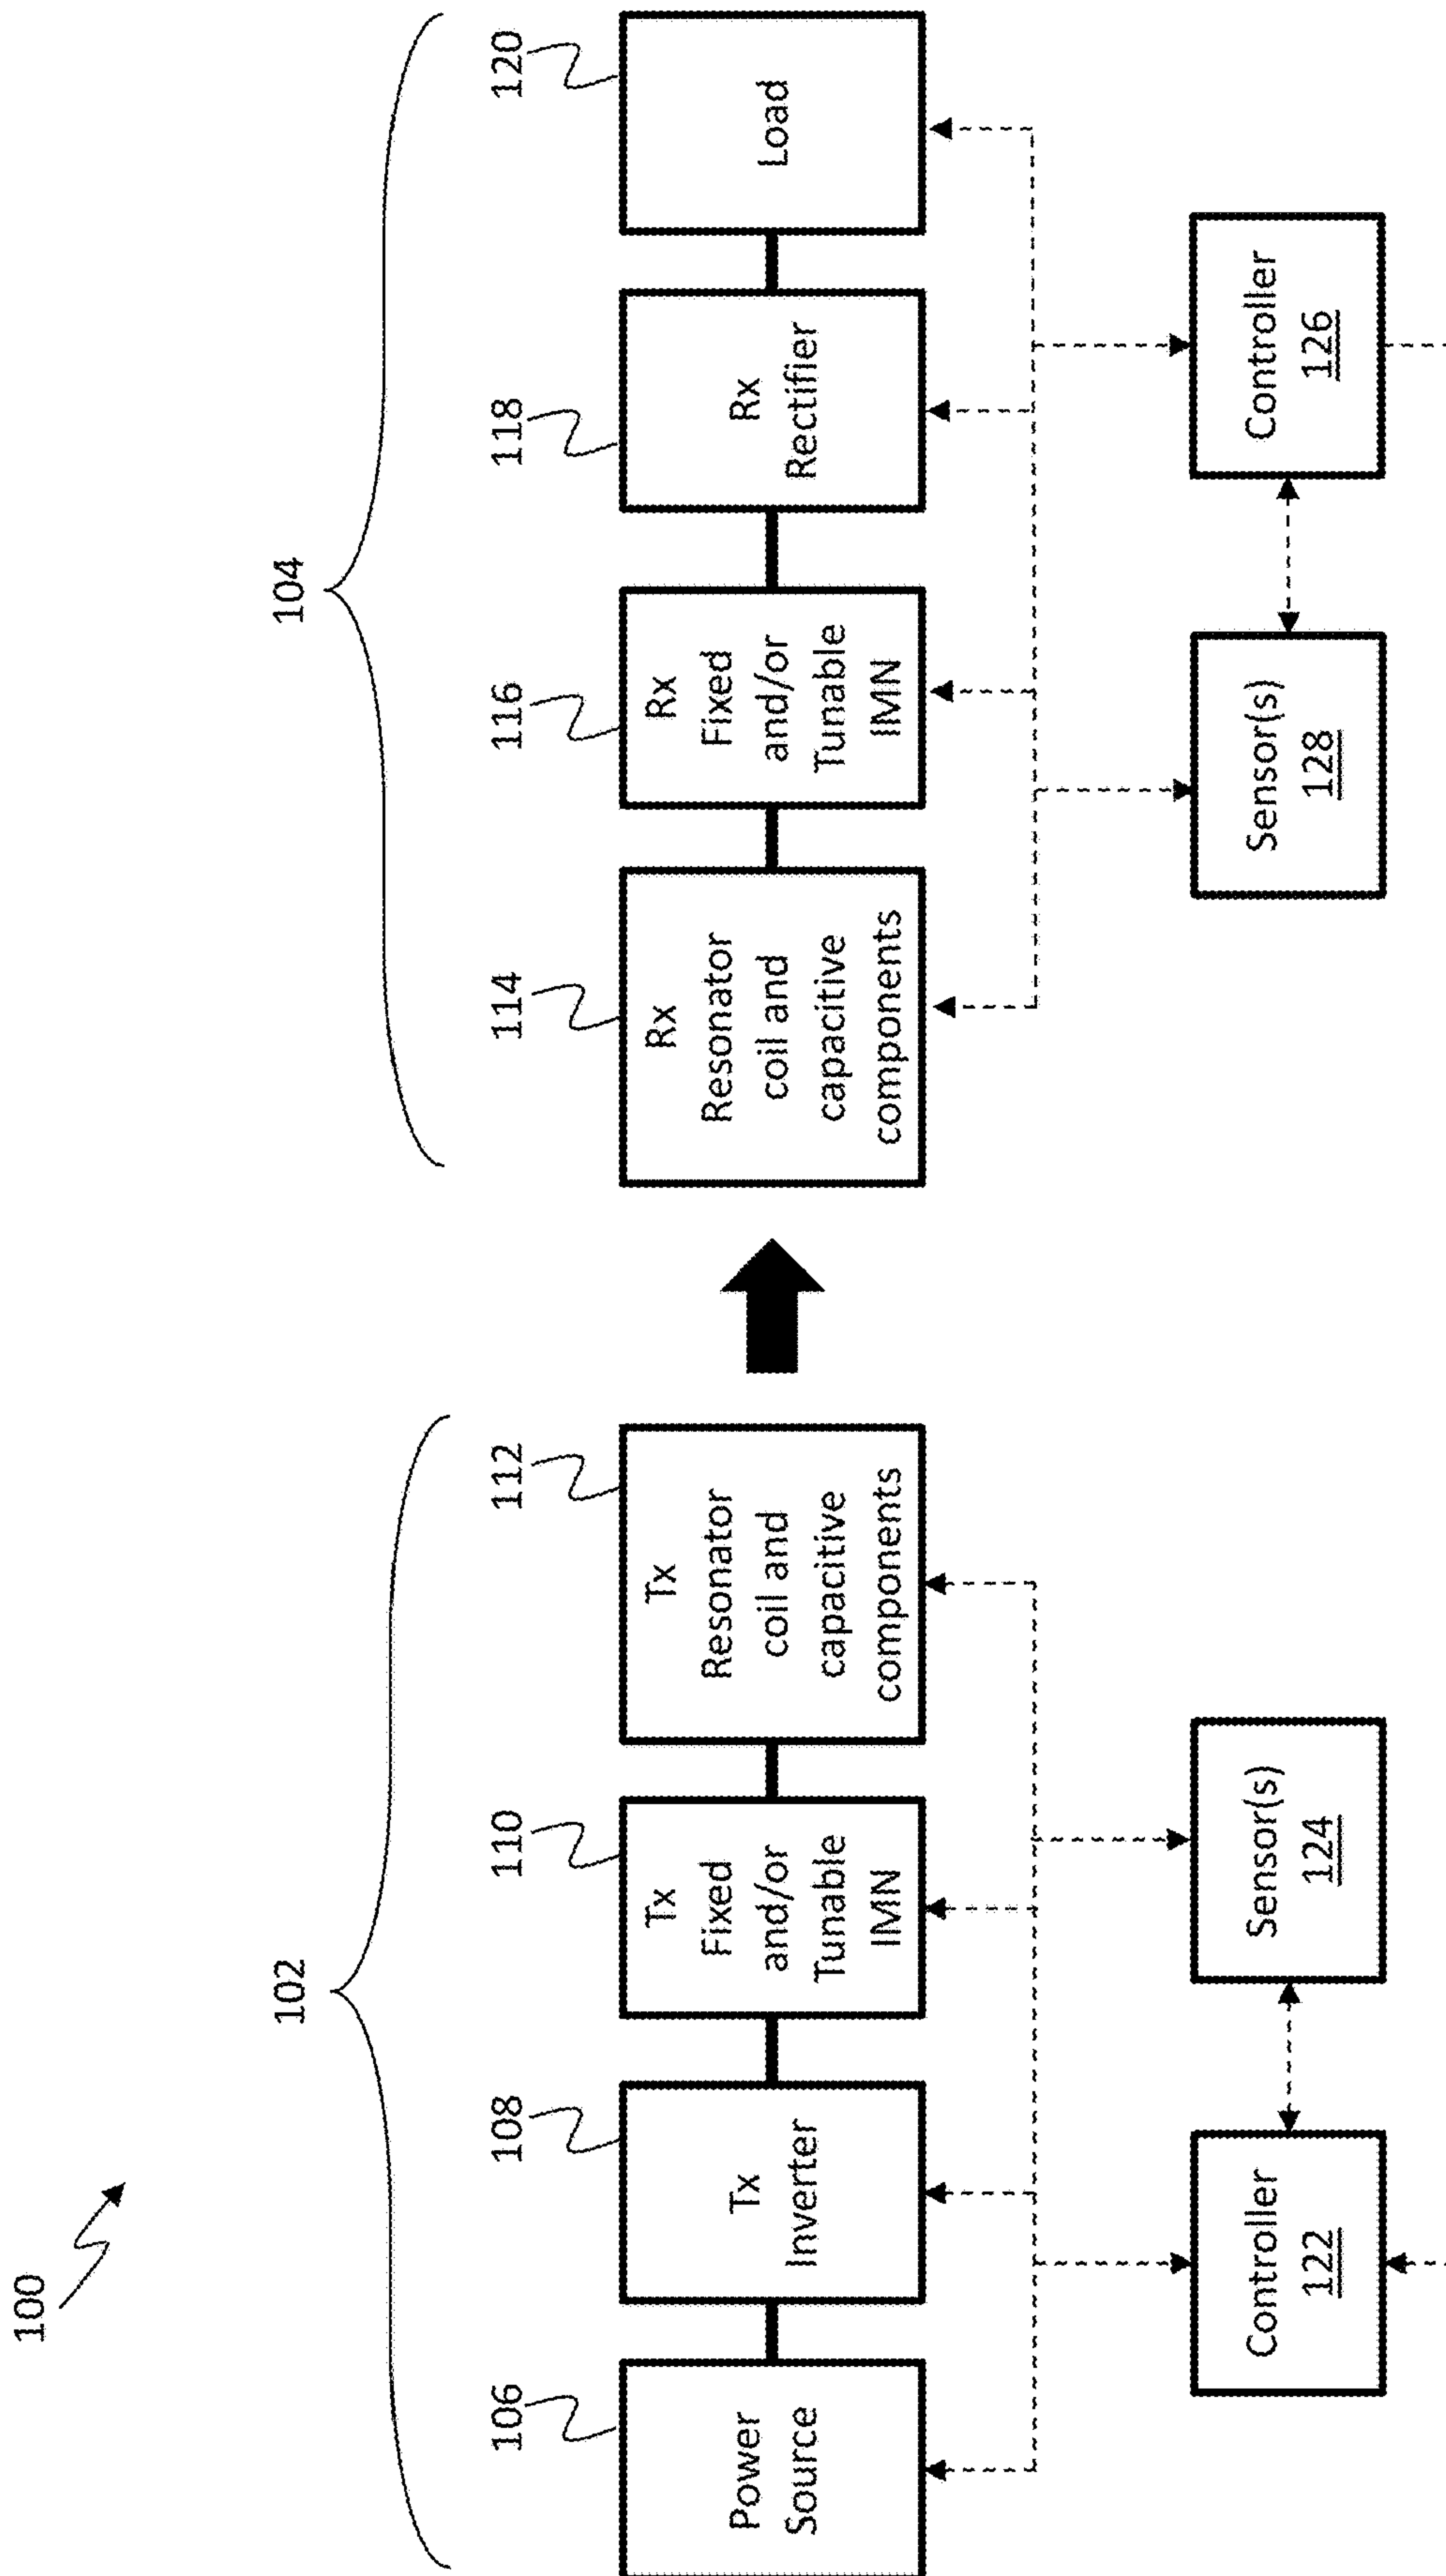 100
102
104
106
108
110
112
114
116
118
120
Power
Source
Tx
Inverter
Tx
Fixed
and/or
Tunable
IMN
Tx
Resonator
coil and
capacitive
components
Rx
Resonator
coil and
capacitive
components
Rx
Fixed
and/or
Tunable
IMN
Rx
Rectifier
Load
Controller
122
Sensor(s)
124
Sensor(s)
128
Controller
126